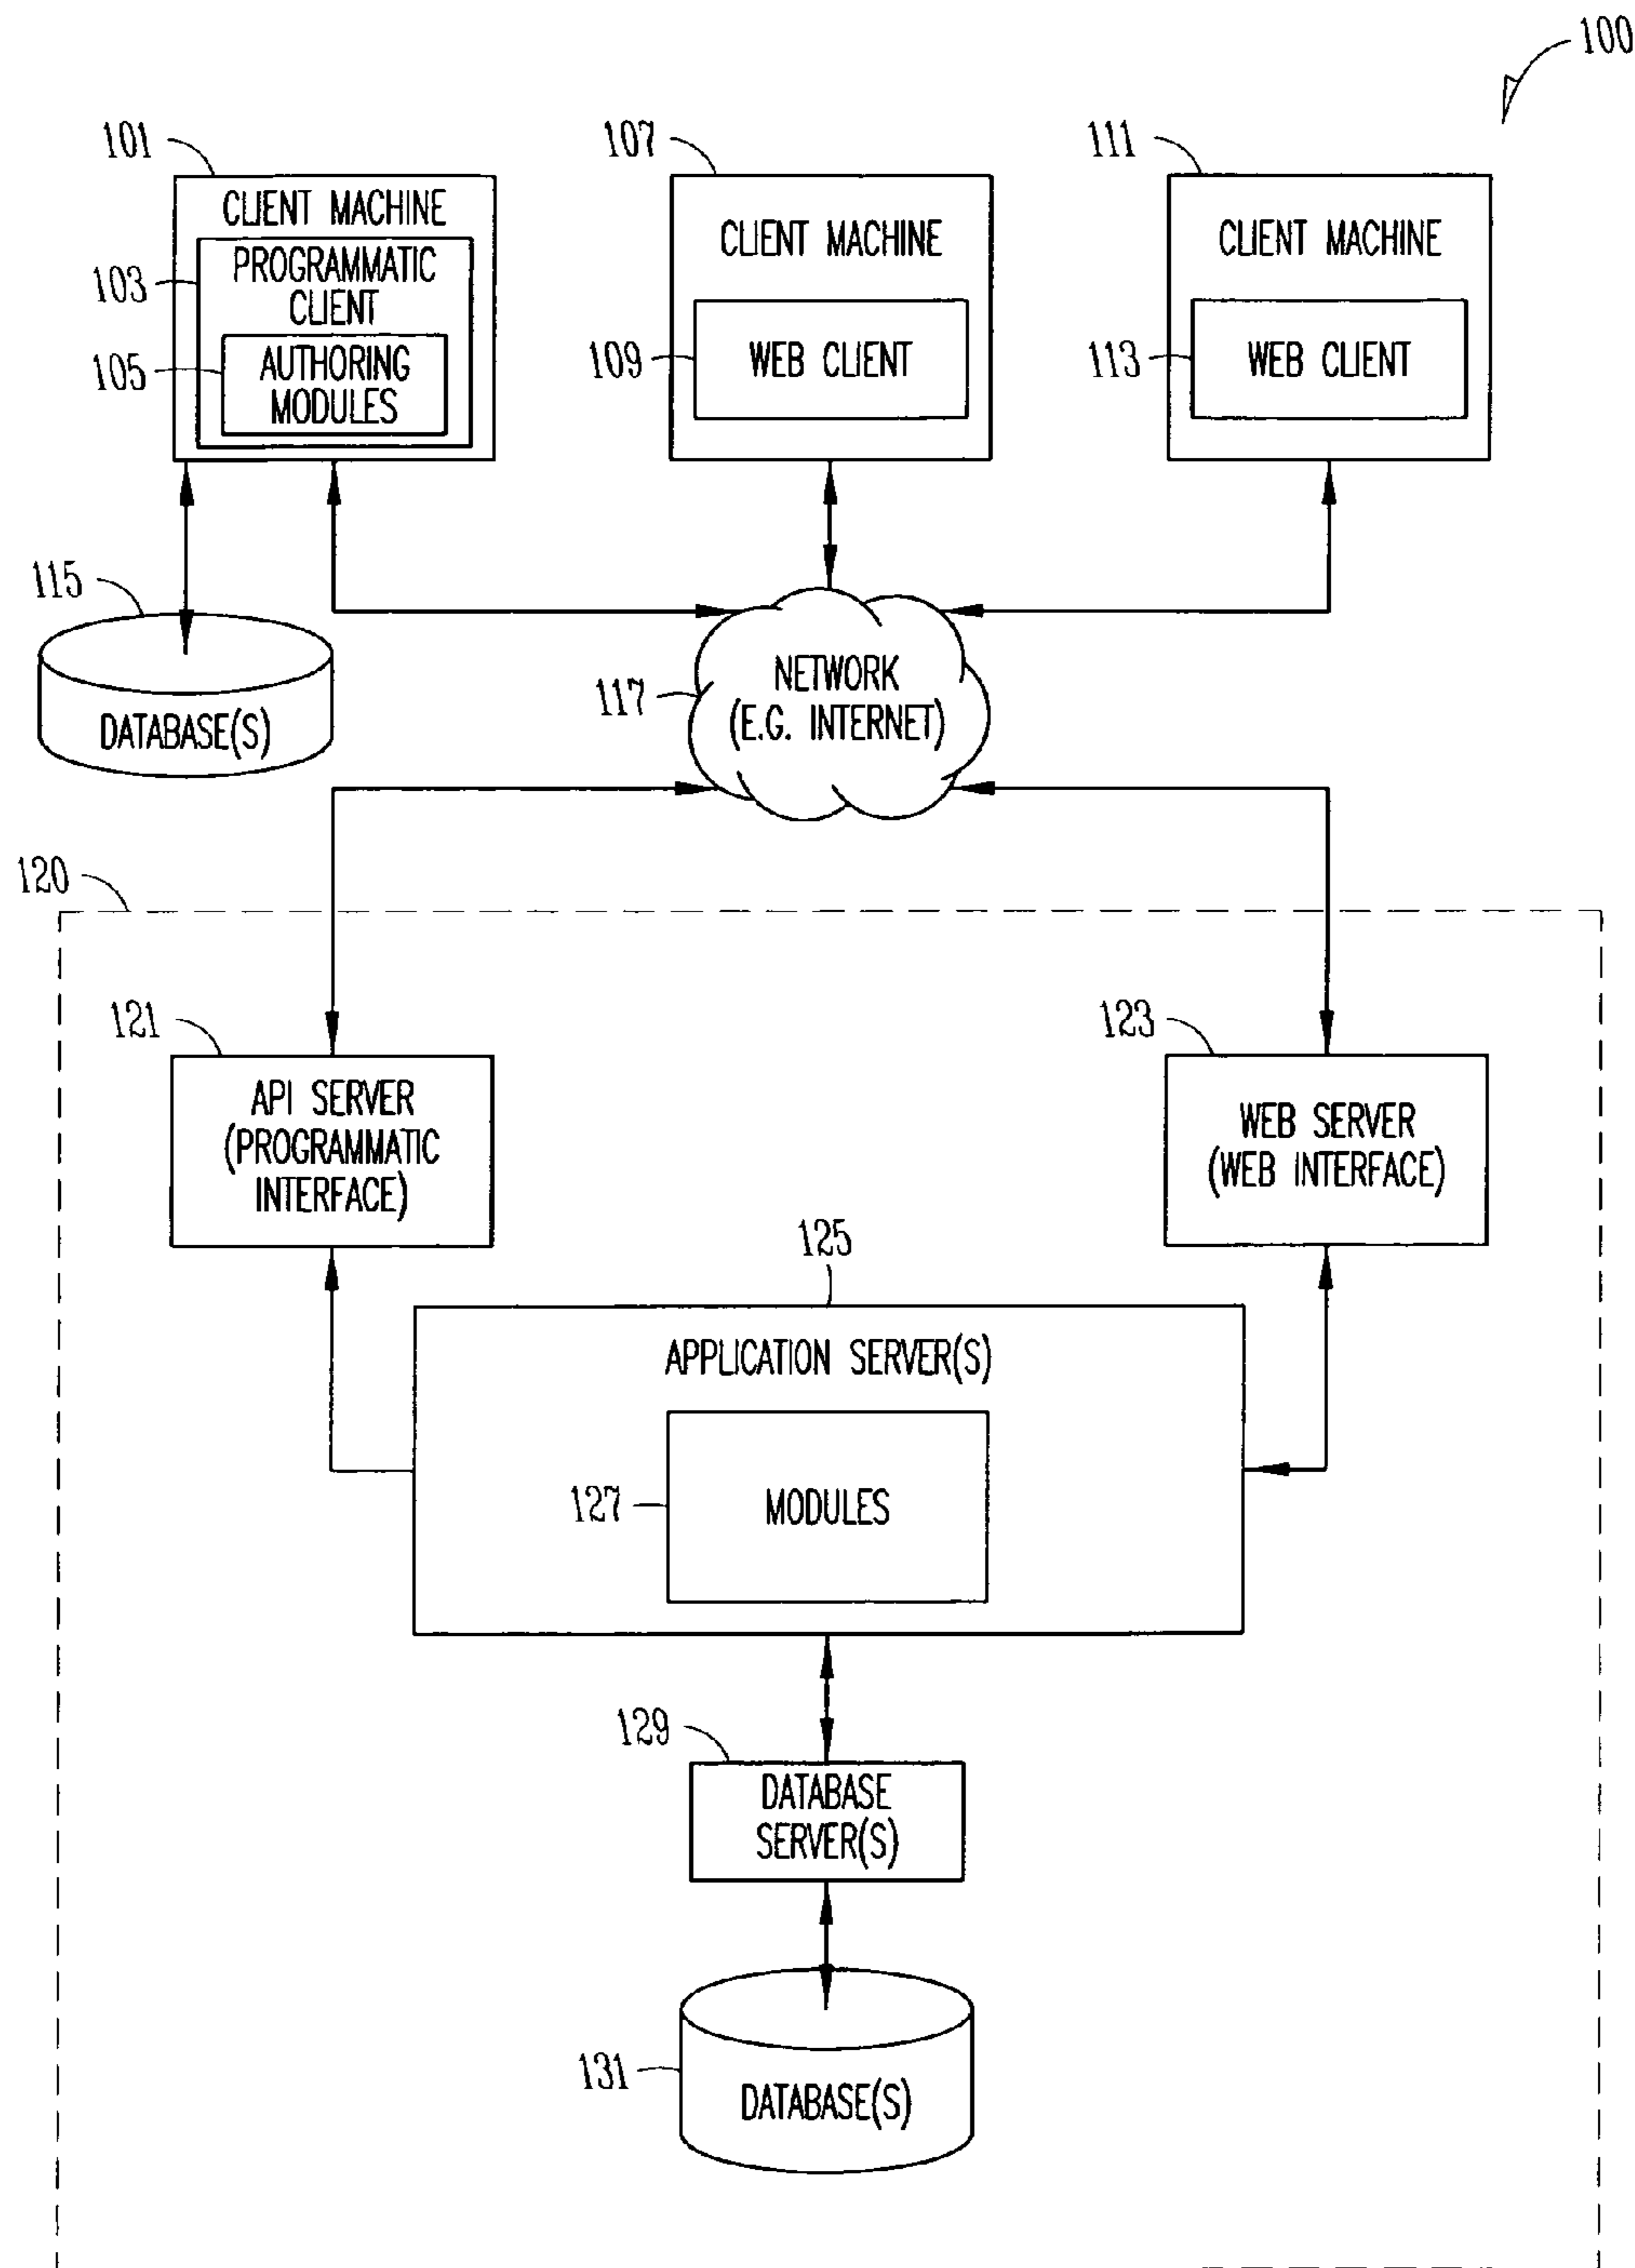 100
101
107
111
CLIENT MACHINE
CLIENT MACHINE
CLIENT MACHINE
103
PROGRAMMATIC
CLIENT
105
AUTHORING
MODULES
109
WEB CLIENT
113
WEB CLIENT
115
DATABASE(S)
117
NETWORK
(E.G. INTERNET)
120
121
API SERVER
(PROGRAMMATIC
INTERFACE)
123
WEB SERVER
(WEB INTERFACE)
125
APPLICATION SERVER(S)
127
MODULES
129
DATABASE
SERVER(S)
131
DATABASE(S)